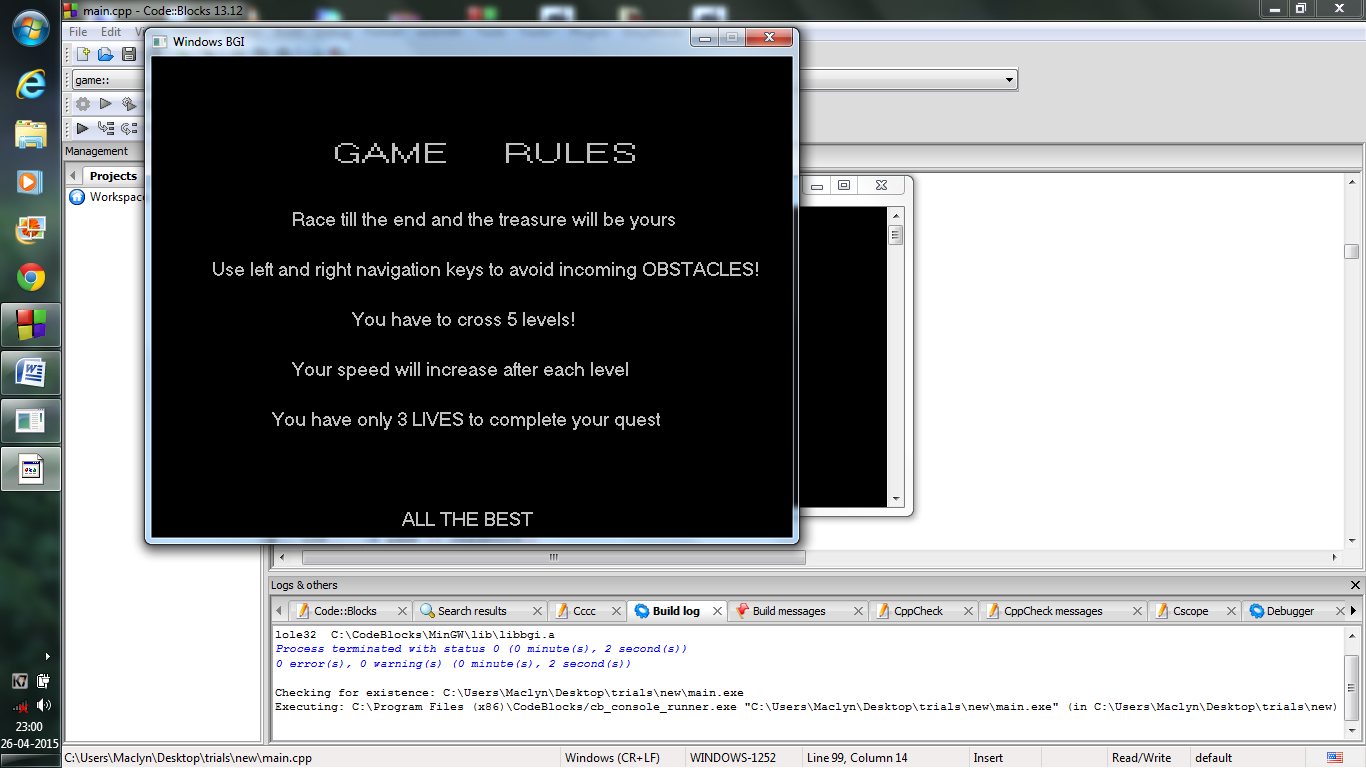 main.cpp - Code::Blocks 13.12
File Edit
Windows BGI
game::
Management
Projects
Workspace
GAME RULES
Race till the end and the treasure will be yours
Use left and right navigation keys to avoid incoming OBSTACLES!
You have to cross 5 levels!
Your speed will increase after each level
You have only 3 LIVES to complete your quest
ALL THE BEST
Logs & others
Code::Blocks Search results Cccc Build log Build messages CppCheck CppCheck messages Cscope Debugger
lole32 C:\CodeBlocks\MinGW\lib\libbgi.a
Process terminated with status 0 (0 minute(s), 2 second(s))
0 error(s), 0 warning(s) (0 minute(s), 2 second(s))
Checking for existence: C:\Users\Maclyn\Desktop\trials\new\main.exe
Executing: C:\Program Files (x86)\CodeBlocks/cb_console_runner.exe "C:\Users\Maclyn\Desktop\trials\new\main.exe" (in C:\Users\Maclyn\Desktop\trials\new)
23:00
26-04-2015
C:\Users\Maclyn\Desktop\trials\new\main.cpp Windows (CR+LF) WINDOWS-1252 Line 99, Column 14 Insert Read/Write default